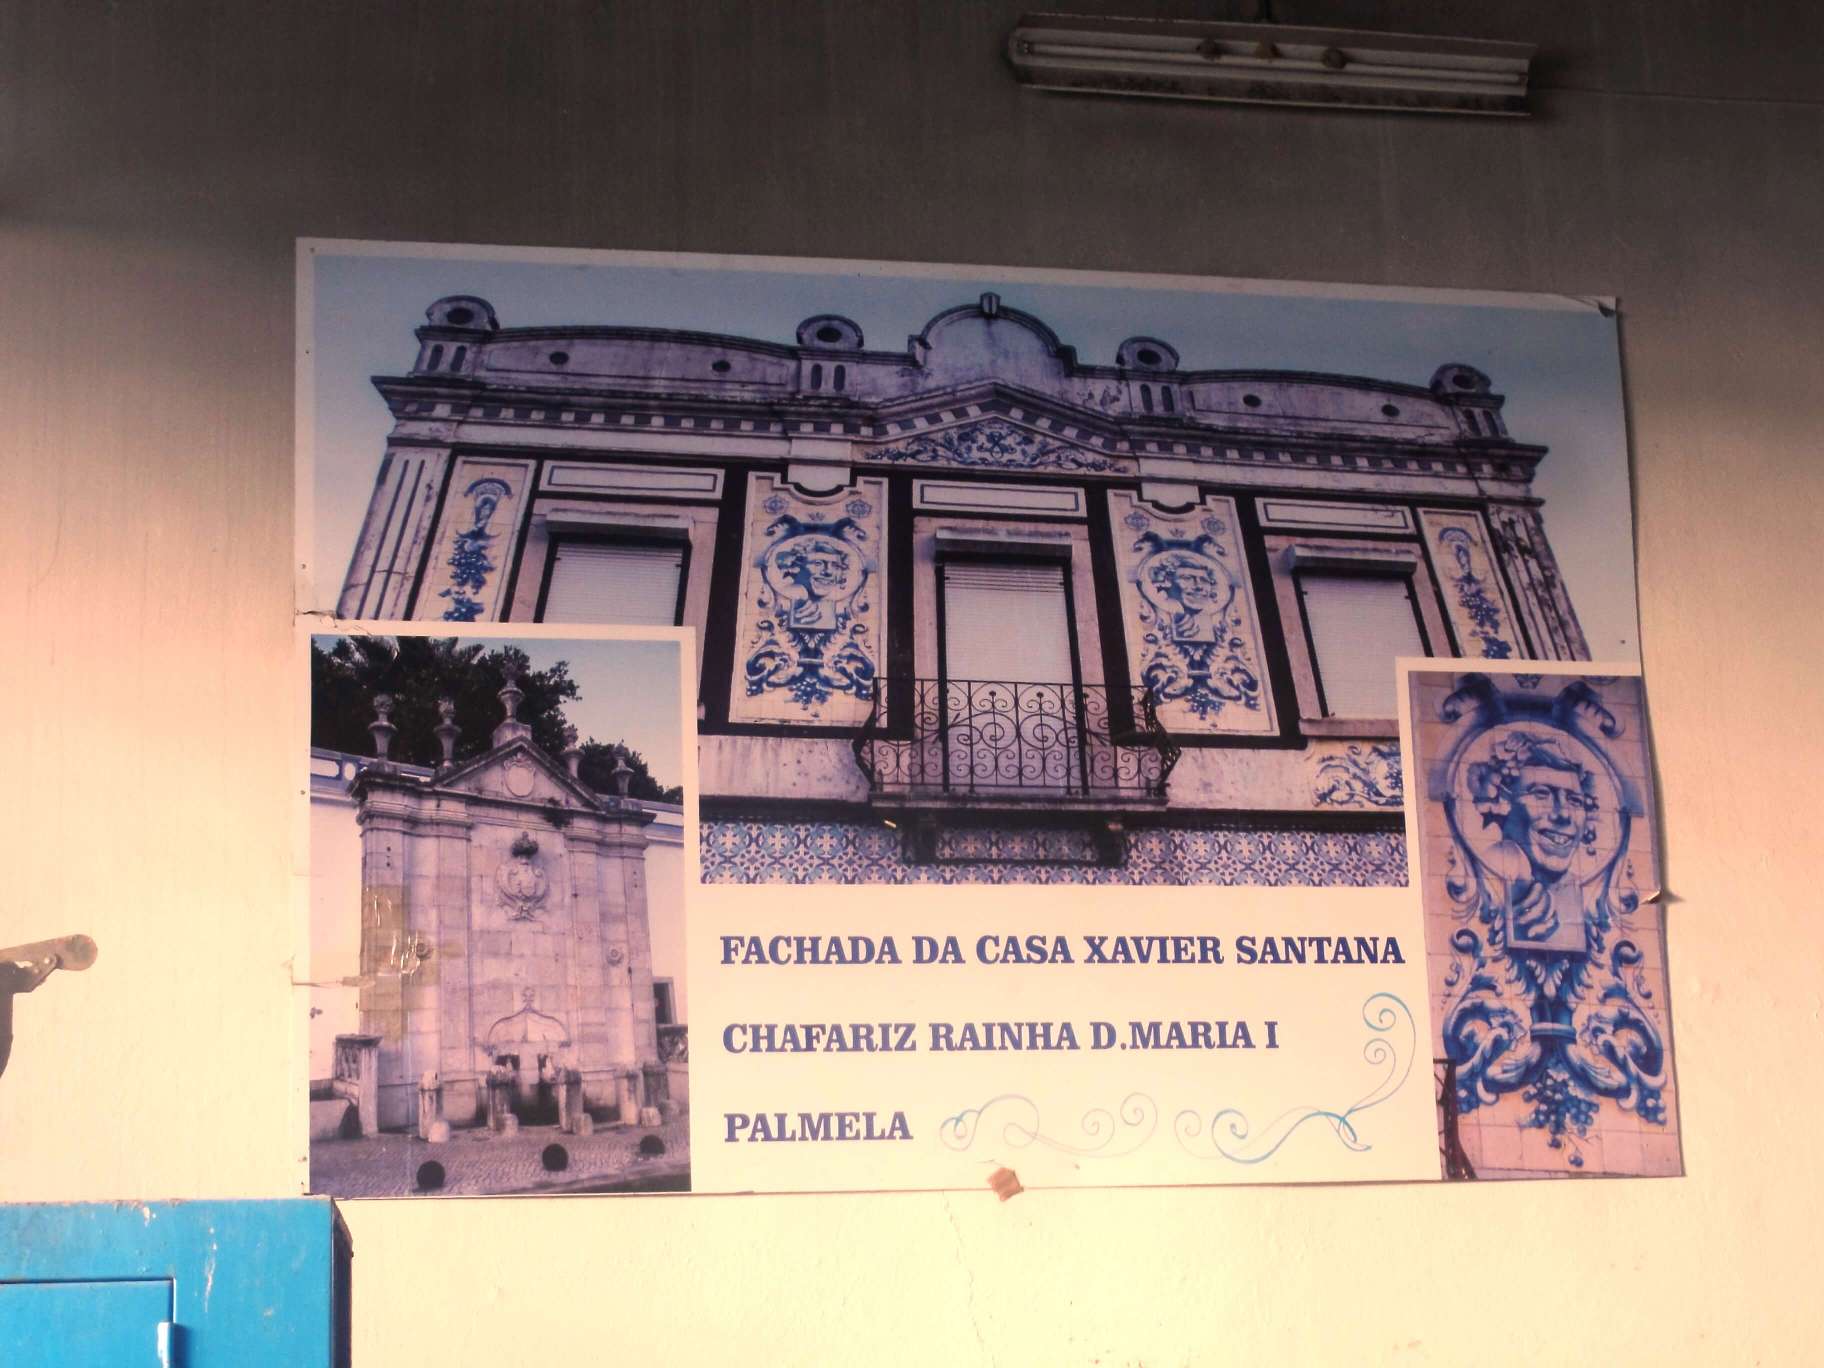 FACHADA DA CASA XAVIER SANTANA
CHAFARIZ RAINHA D.MARIA I
PALMELA